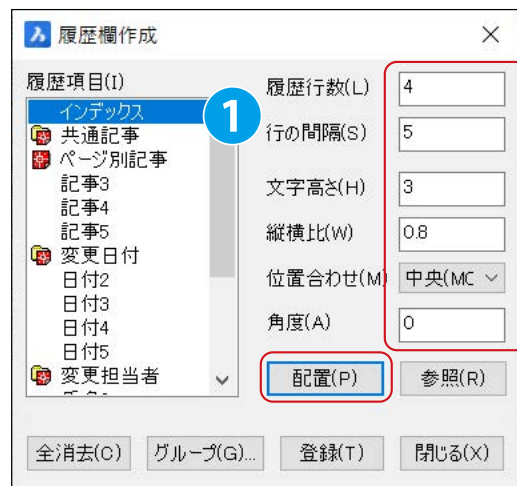 履歴欄作成
履歴項目(I)
インデックス
共通記事
ページ別記事
記事3
記事4
記事5
変更日付
日付2
日付3
日付4
日付5
変更担当者
1
履歴行数(L) 4
行の間隔(S) 5
文字高さ(H) 3
縦横比(W) 0.8
位置合わせ(M) 中央(MC
角度(A) 0
配置(P) 参照(R)
全消去(C) グループ(G)... 登録(T) 閉じる(X)